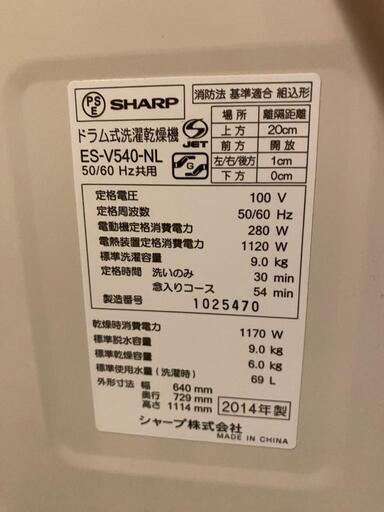 PS E SHARP
ドラム式洗濯乾燥機
ES-V540-NL
50/60 Hz共用
S JET
G
消防法 基準適合 組込形
場所 離隔距離
上方 20cm
前方 開放
左/右/後方 1cm
下方 0cm
定格電圧 100 V
定格周波数 50/60 Hz
電動機定格消費電力 280 W
電熱装置定格消費電力 1120 W
標準洗濯容量 9.0 kg
定格時間 洗いのみ 30 min
念入りコース 54 min
製造番号 1025470
乾燥時消費電力 1170 W
標準脱水容量 9.0 kg
標準乾燥容量 6.0 kg
標準使用水量(洗濯時) 69 L
外形寸法 幅 640 mm
奥行 729 mm
高さ 1114 mm
2014年製
シャープ株式会社
MADE IN CHINA